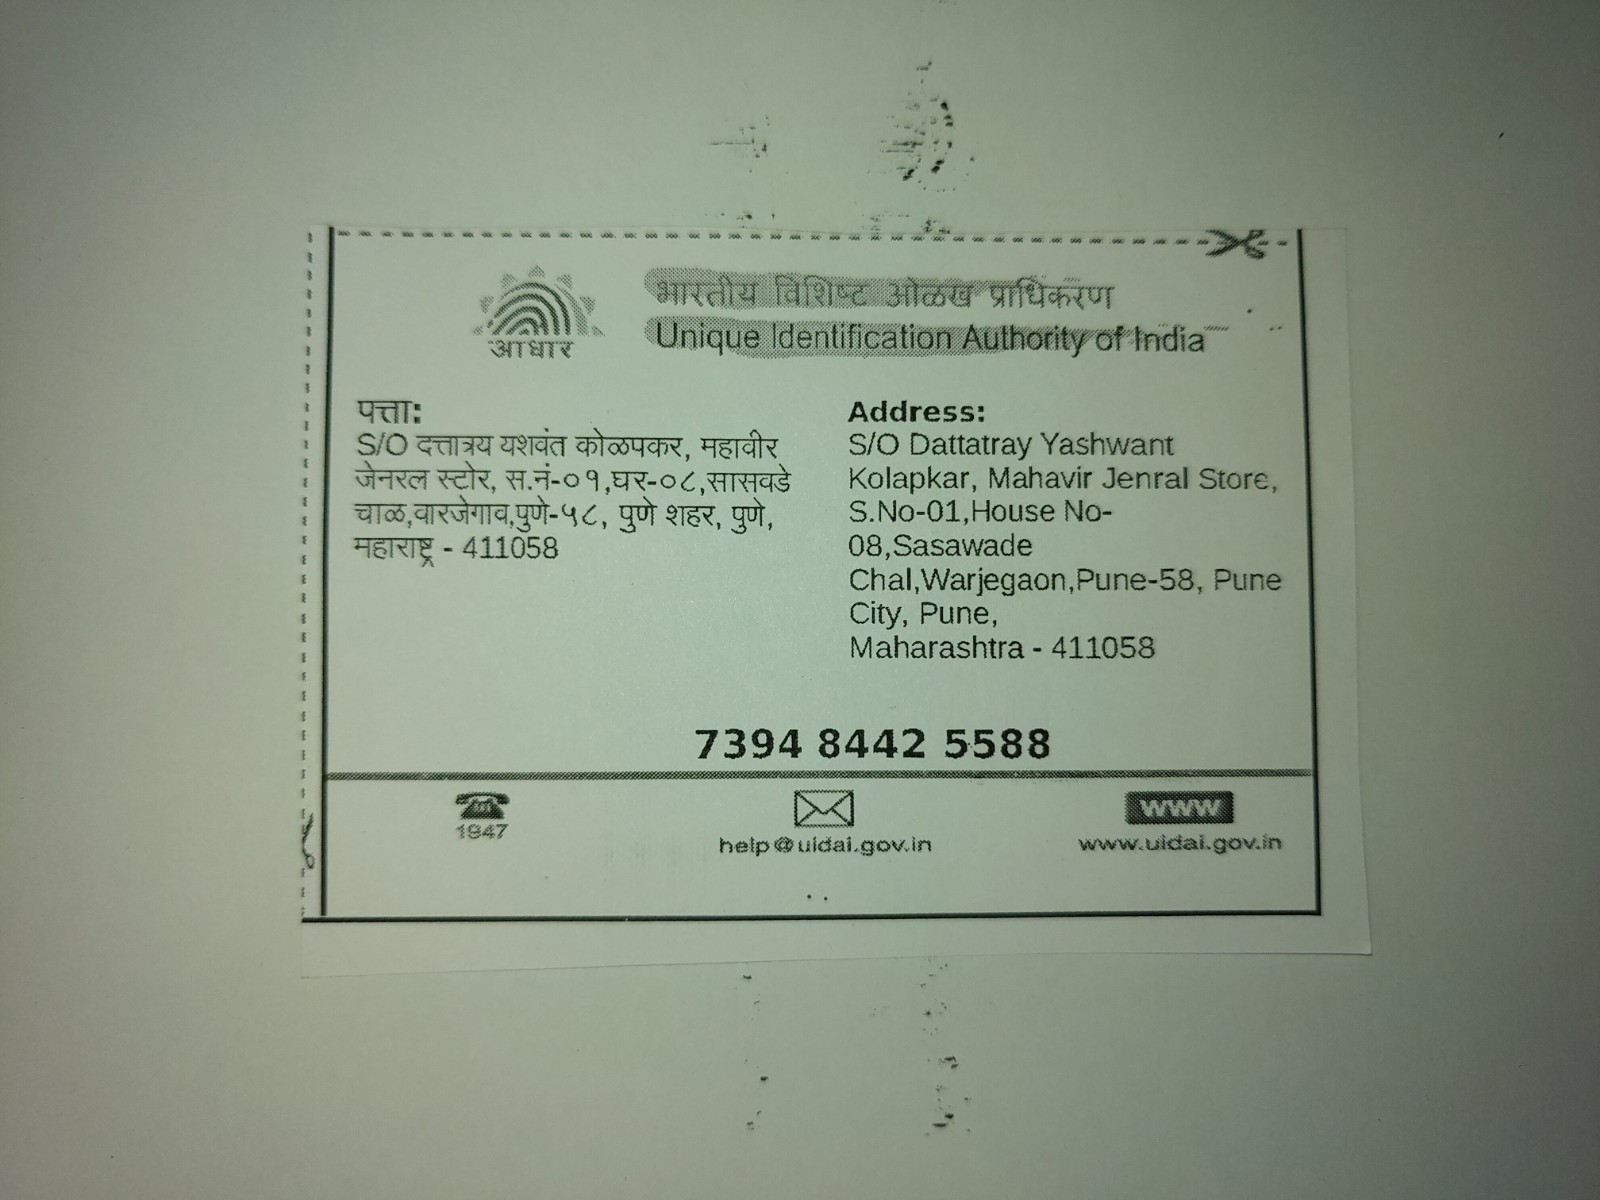 आधार
भारतीय विशिष्ट ओळख प्राधिकरण
Unique Identification Authority of India
पत्ता:
S/O दत्तात्रय यशवंत कोळपकर, महावीर
जेनरल स्टोर, स.नं-०१,घर-०८,सासवडे
चाळ,वारजेगाव,पुणे-५८, पुणे शहर, पुणे,
महाराष्ट्र - 411058
Address:
S/O Dattatray Yashwant
Kolapkar, Mahavir Jenral Store,
S.No-01,House No-
08,Sasawade
Chal,Warjegaon,Pune-58, Pune
City, Pune,
Maharashtra - 411058
7394 8442 5588
1947
help@uidai.gov.in
www
www.uidai.gov.in